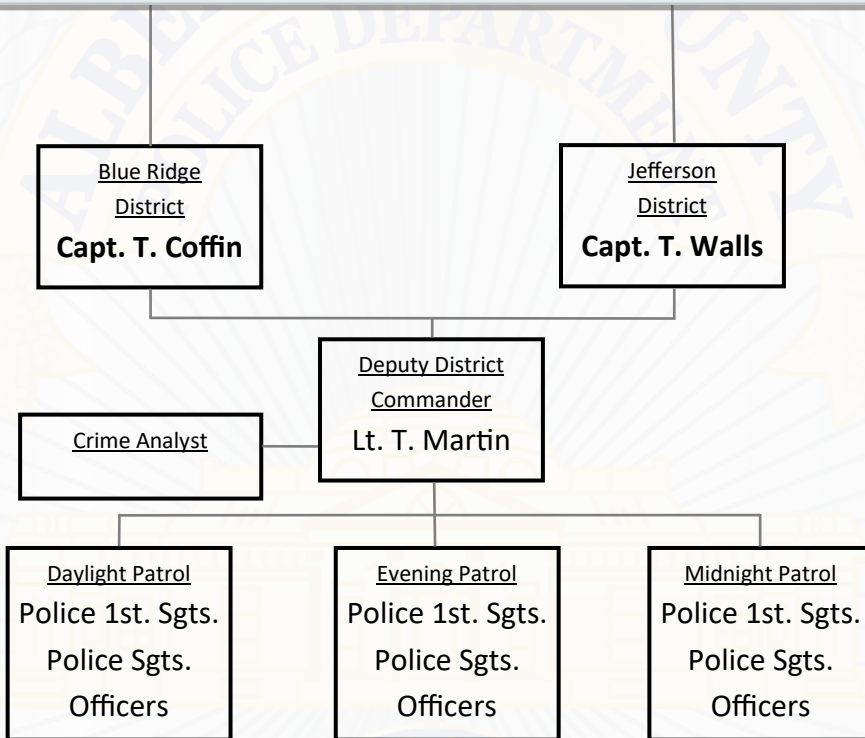 POLICE DEPARTMENT
Blue Ridge
District
Capt. T. Coffin
Jefferson
District
Capt. T. Walls
Deputy District
Commander
Lt. T. Martin
Crime Analyst
Daylight Patrol
Police 1st. Sgts.
Police Sgts.
Officers
Evening Patrol
Police 1st. Sgts.
Police Sgts.
Officers
Midnight Patrol
Police 1st. Sgts.
Police Sgts.
Officers